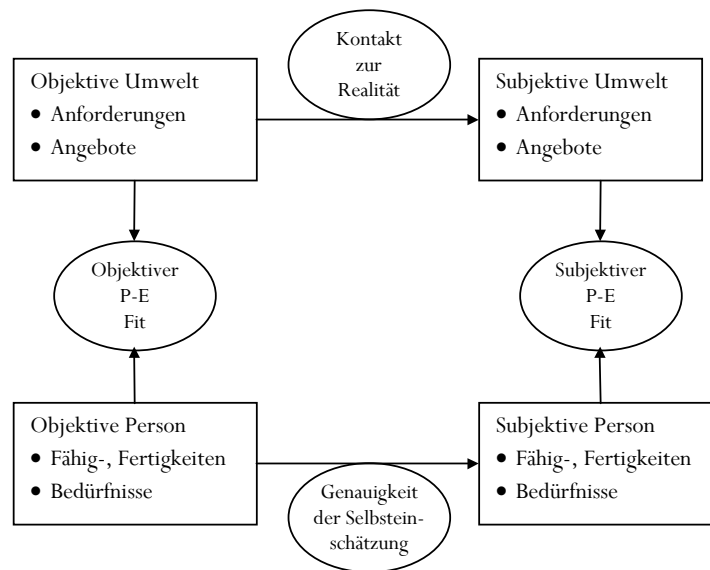 Kontakt
zur
Realität
Objektive Umwelt
• Anforderungen
• Angebote
Subjektive Umwelt
• Anforderungen
• Angebote
Objektiver
P-E
Fit
Subjektiver
P-E
Fit
Objektive Person
• Fähig-, Fertigkeiten
• Bedürfnisse
Subjektive Person
• Fähig-, Fertigkeiten
• Bedürfnisse
Genauigkeit
der Selbstein-
schätzung